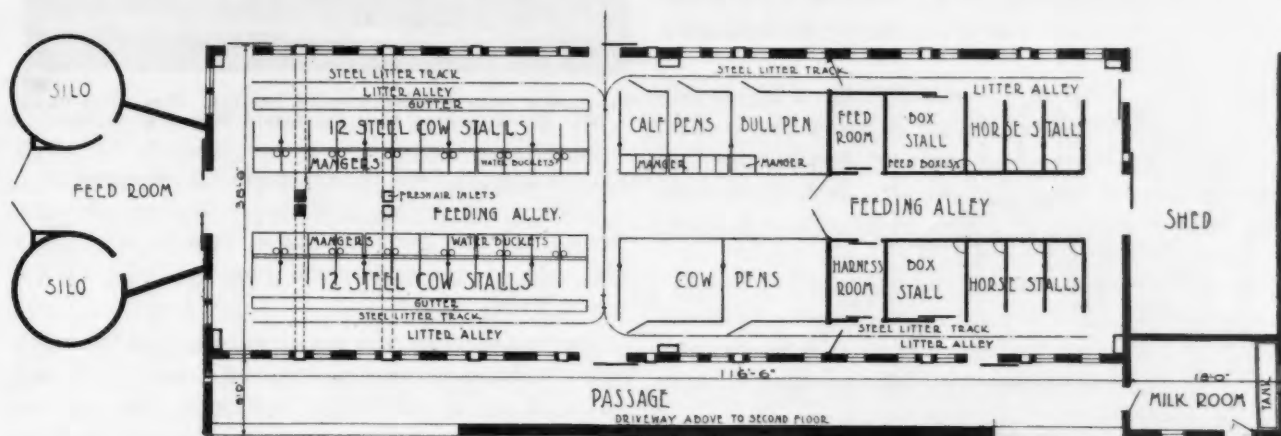 STEEL LITTER TRACK
LITTER ALLEY
GUTTER
12 STEEL COW STALLS
MANGERS
WATER BUCKETS
FRESH AIR INLETS
FEEDING ALLEY
MANGERS
WATER BUCKETS
12 STEEL COW STALLS
GUTTER
STEEL LITTER TRACK
LITTER ALLEY
SILO
FEED ROOM
SILO
38'-0"
STEEL LITTER TRACK
LITTER ALLEY
CALF PENS
BULL PEN
FEED ROOM
BOX STALL
HORSE STALLS
MANGER
MANGER
FEED BOXES
FEEDING ALLEY
SHED
COW PENS
HARNESS ROOM
BOX STALL
HORSE STALLS
STEEL LITTER TRACK
LITTER ALLEY
116'-6"
18'-0"
PASSAGE
DRIVEWAY ABOVE TO SECOND FLOOR
MILK ROOM
TANK